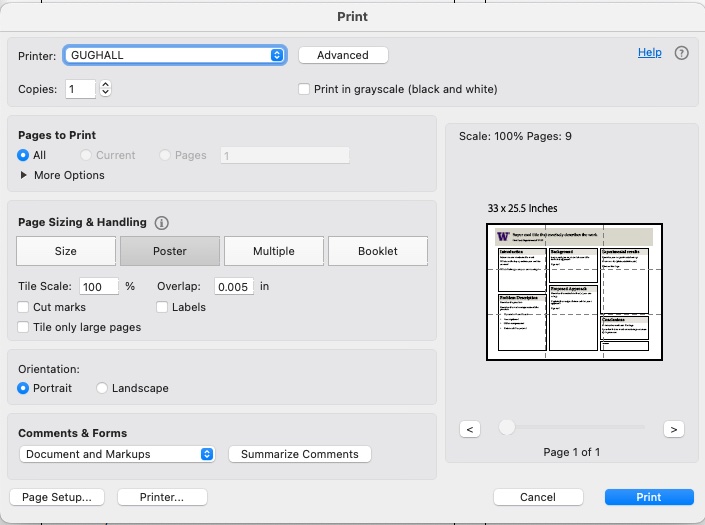 Print
Printer: GUGHALL Advanced Help ?
Copies: 1 Print in grayscale (black and white)
Pages to Print
All Current Pages 1
More Options
Page Sizing & Handling i
Size Poster Multiple Booklet
Tile Scale: 100 % Overlap: 0.005 in
Cut marks Labels
Tile only large pages
Orientation:
Portrait Landscape
Comments & Forms
Document and Markups Summarize Comments
Page Setup... Printer... Cancel Print
Scale: 100% Pages: 9
33 x 25.5 Inches
W
Introduction Background Experimental results
Problem Description Proposed Approach Conclusions
< >
Page 1 of 1